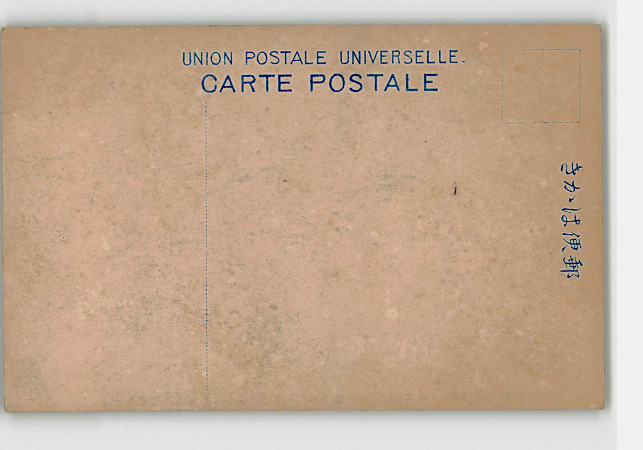 UNION POSTALE UNIVERSELLE.
CARTE POSTALE
きかは便郵